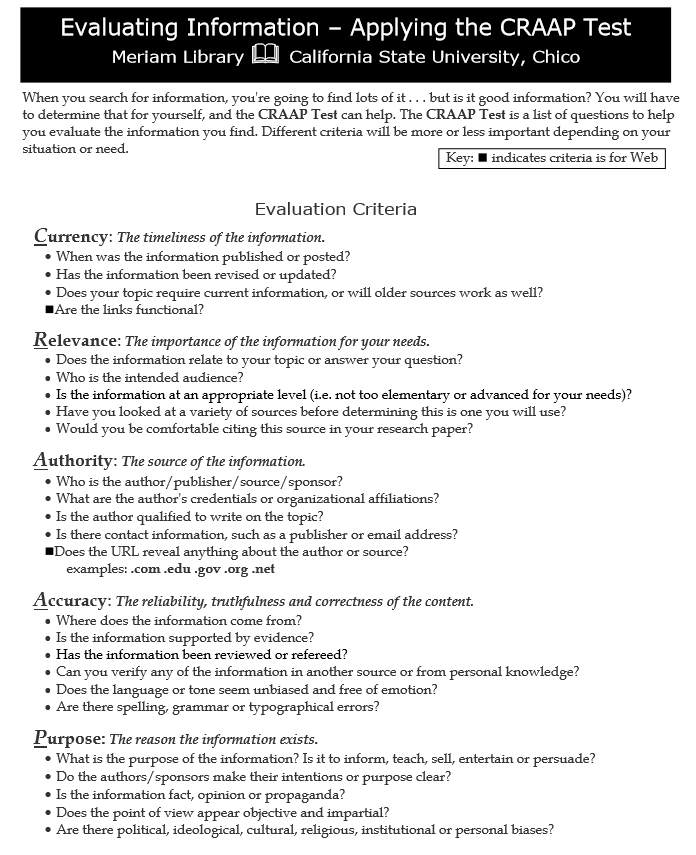 Evaluating Information – Applying the CRAAP Test
Meriam Library California State University, Chico
When you search for information, you're going to find lots of it . . . but is it good information? You will have
to determine that for yourself, and the CRAAP Test can help. The CRAAP Test is a list of questions to help
you evaluate the information you find. Different criteria will be more or less important depending on your
situation or need.
Key: ■ indicates criteria is for Web
Evaluation Criteria
Currency: The timeliness of the information.
• When was the information published or posted?
• Has the information been revised or updated?
• Does your topic require current information, or will older sources work as well?
■Are the links functional?
Relevance: The importance of the information for your needs.
• Does the information relate to your topic or answer your question?
• Who is the intended audience?
• Is the information at an appropriate level (i.e. not too elementary or advanced for your needs)?
• Have you looked at a variety of sources before determining this is one you will use?
• Would you be comfortable citing this source in your research paper?
Authority: The source of the information.
• Who is the author/publisher/source/sponsor?
• What are the author's credentials or organizational affiliations?
• Is the author qualified to write on the topic?
• Is there contact information, such as a publisher or email address?
■Does the URL reveal anything about the author or source?
examples: .com .edu .gov .org .net
Accuracy: The reliability, truthfulness and correctness of the content.
• Where does the information come from?
• Is the information supported by evidence?
• Has the information been reviewed or refereed?
• Can you verify any of the information in another source or from personal knowledge?
• Does the language or tone seem unbiased and free of emotion?
• Are there spelling, grammar or typographical errors?
Purpose: The reason the information exists.
• What is the purpose of the information? Is it to inform, teach, sell, entertain or persuade?
• Do the authors/sponsors make their intentions or purpose clear?
• Is the information fact, opinion or propaganda?
• Does the point of view appear objective and impartial?
• Are there political, ideological, cultural, religious, institutional or personal biases?